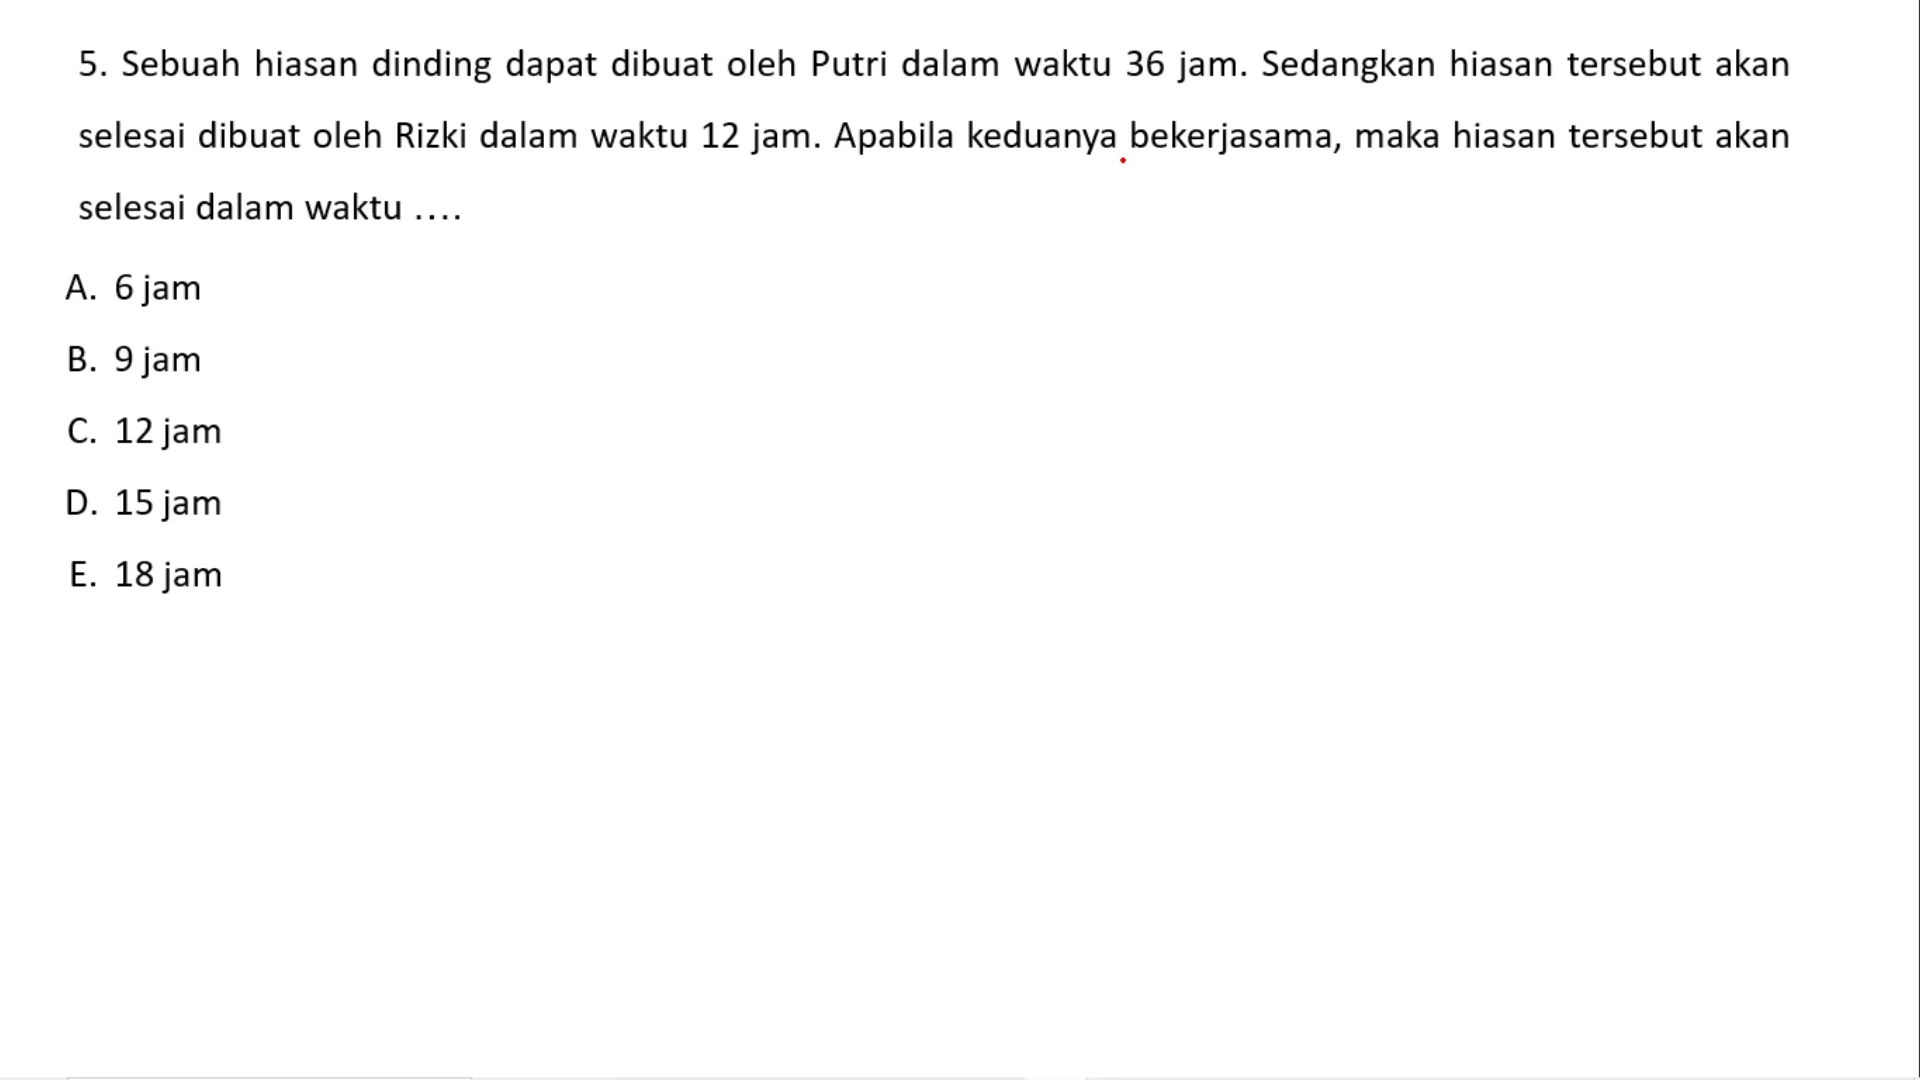 5. Sebuah hiasan dinding dapat dibuat oleh Putri dalam waktu 36 jam. Sedangkan hiasan tersebut akan
selesai dibuat oleh Rizki dalam waktu 12 jam. Apabila keduanya bekerjasama, maka hiasan tersebut akan
selesai dalam waktu ....
A. 6 jam
B. 9 jam
C. 12 jam
D. 15 jam
E. 18 jam